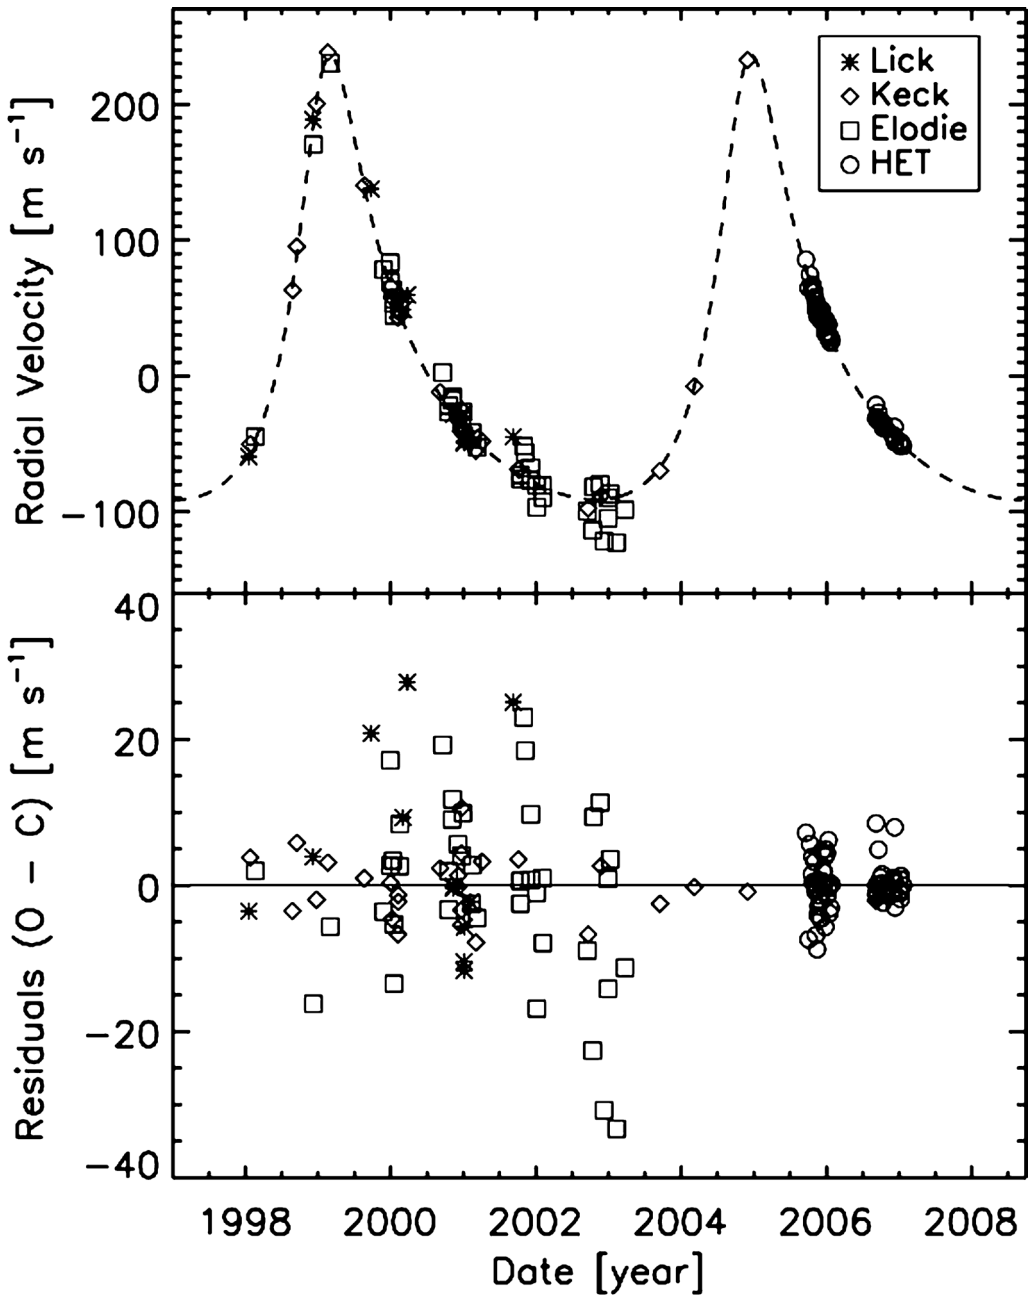 Radial Velocity [m s⁻¹]
200
100
0
−100
Lick
Keck
Elodie
HET
Residuals (O − C) [m s⁻¹]
40
20
0
−20
−40
1998 2000 2002 2004 2006 2008
Date [year]